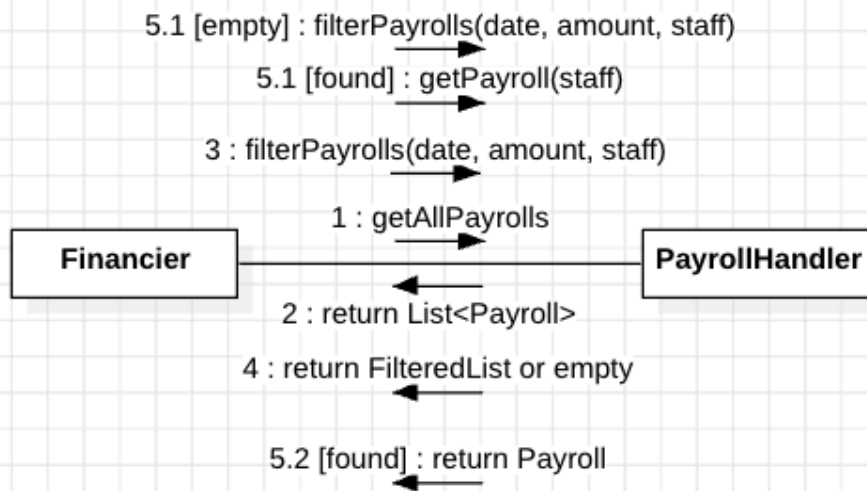 5.1 [empty] : filterPayrolls(date, amount, staff)
5.1 [found] : getPayroll(staff)
3 : filterPayrolls(date, amount, staff)
1 : getAllPayrolls
Financier
PayrollHandler
2 : return List<Payroll>
4 : return FilteredList or empty
5.2 [found] : return Payroll